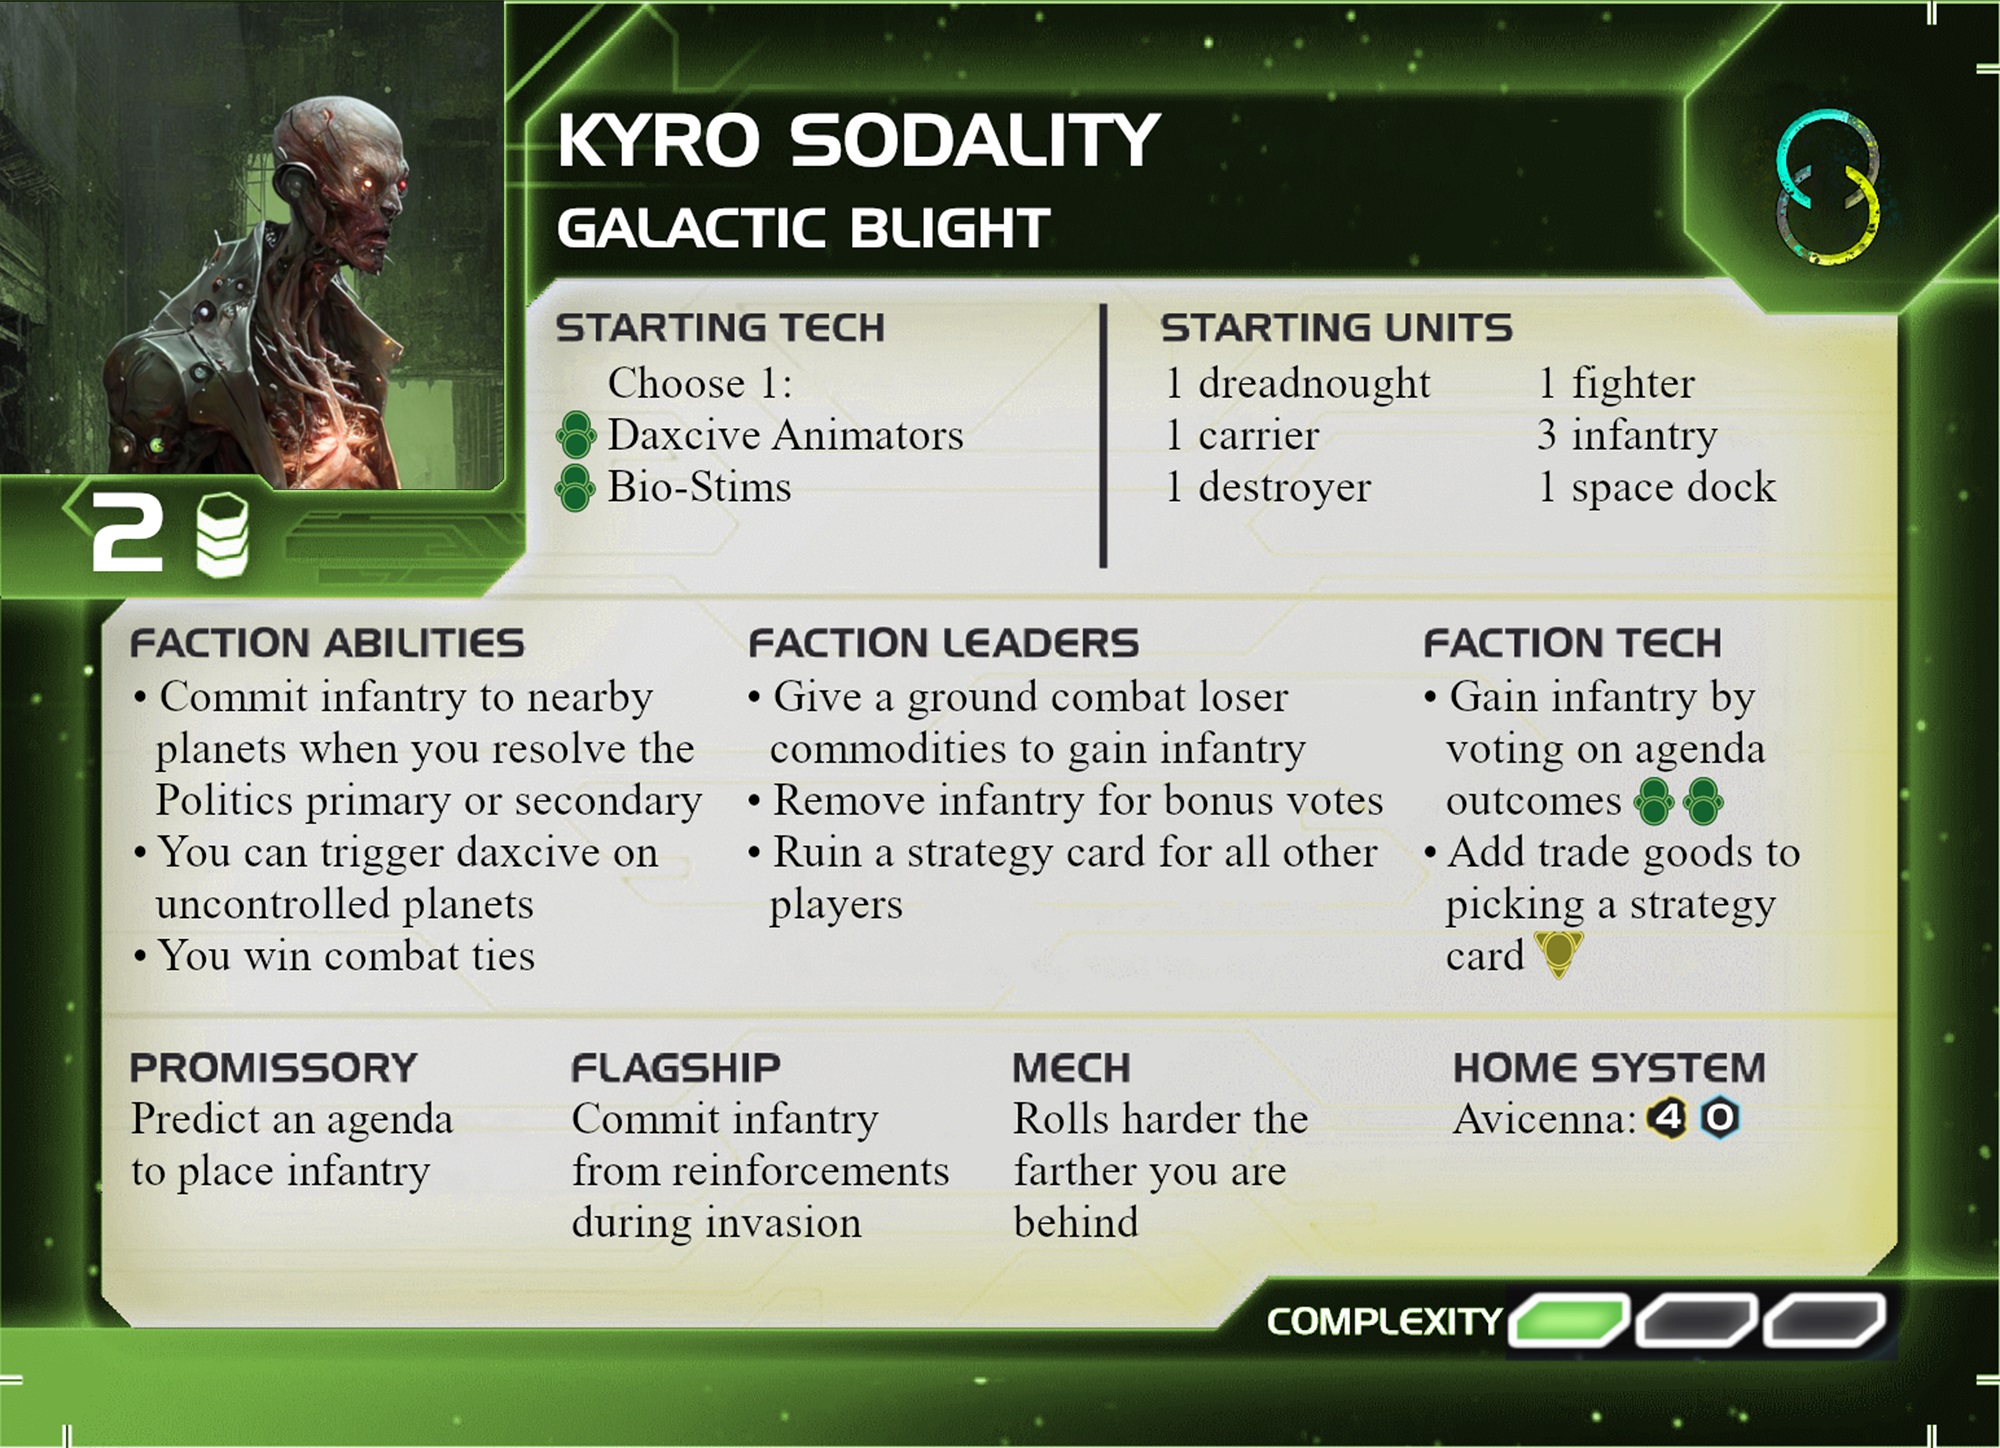 KYRO SODALITY
GALACTIC BLIGHT
2
STARTING TECH
Choose 1:
Daxcive Animators
Bio-Stims
STARTING UNITS
1 dreadnought
1 carrier
1 destroyer
1 fighter
3 infantry
1 space dock
FACTION ABILITIES
• Commit infantry to nearby
planets when you resolve the
Politics primary or secondary
• You can trigger daxcive on
uncontrolled planets
• You win combat ties
FACTION LEADERS
• Give a ground combat loser
commodities to gain infantry
• Remove infantry for bonus votes
• Ruin a strategy card for all other
players
FACTION TECH
• Gain infantry by
voting on agenda
outcomes
• Add trade goods to
picking a strategy
card
PROMISSORY
Predict an agenda
to place infantry
FLAGSHIP
Commit infantry
from reinforcements
during invasion
MECH
Rolls harder the
farther you are
behind
HOME SYSTEM
Avicenna: 4 0
COMPLEXITY